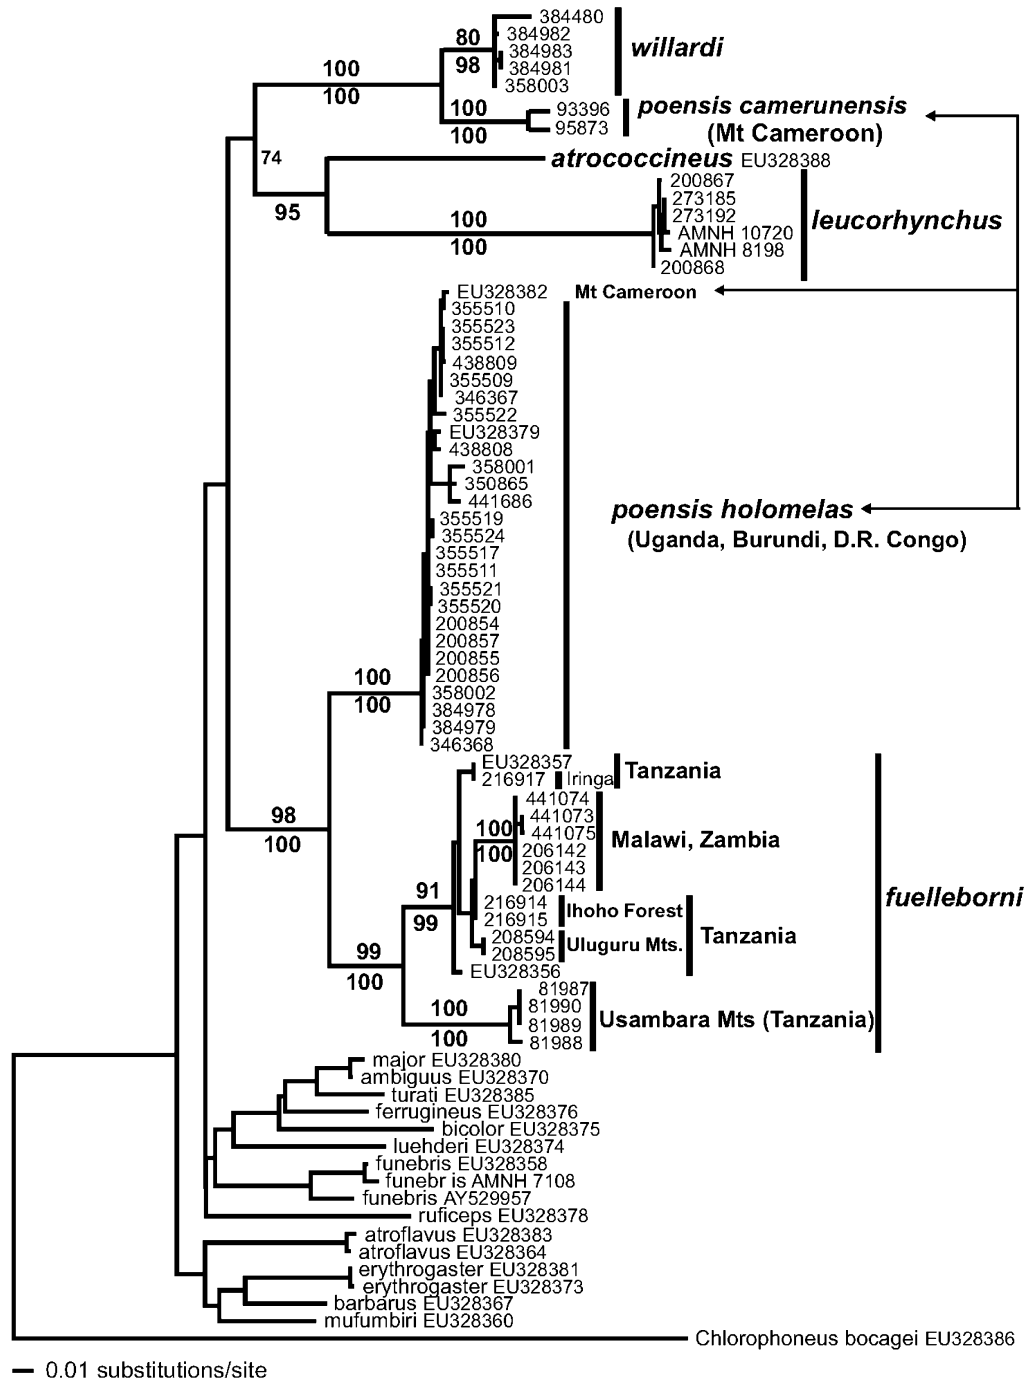 384480
384982
80
384983
willardi
98
384981
358003
100
100
100
93396
poensis camerunensis
100
95873
(Mt Cameroon)
74
atrococcineus EU328388
95
200867
273185
100
273192
leucorhynchus
100
AMNH 10720
AMNH 8198
200868
EU328382
Mt Cameroon
355510
355523
355512
438809
355509
346367
355522
EU328379
438808
358001
350865
441686
poensis holomelas
355519
355524
(Uganda, Burundi, D.R. Congo)
355517
355511
355521
355520
200854
200857
200855
200856
100
358002
100
384978
384979
346368
EU328357
216917 Iringa
Tanzania
441074
441073
100
441075
Malawi, Zambia
100
206142
206143
206144
98
100
91
99
216914
Ihoho Forest
216915
fuelleborni
208594
Uluguru Mts.
Tanzania
208595
99
100
EU328356
81987
100
81990
81989
Usambara Mts (Tanzania)
100
81988
major EU328380
ambiguus EU328370
turati EU328385
ferrugineus EU328376
bicolor EU328375
luehderi EU328374
funebris EU328358
funebr is AMNH 7108
funebris AY529957
ruficeps EU328378
atroflavus EU328383
atroflavus EU328364
erythrogaster EU328381
erythrogaster EU328373
barbarus EU328367
mufumbiri EU328360
Chlorophoneus bocagei EU328386
0.01 substitutions/site